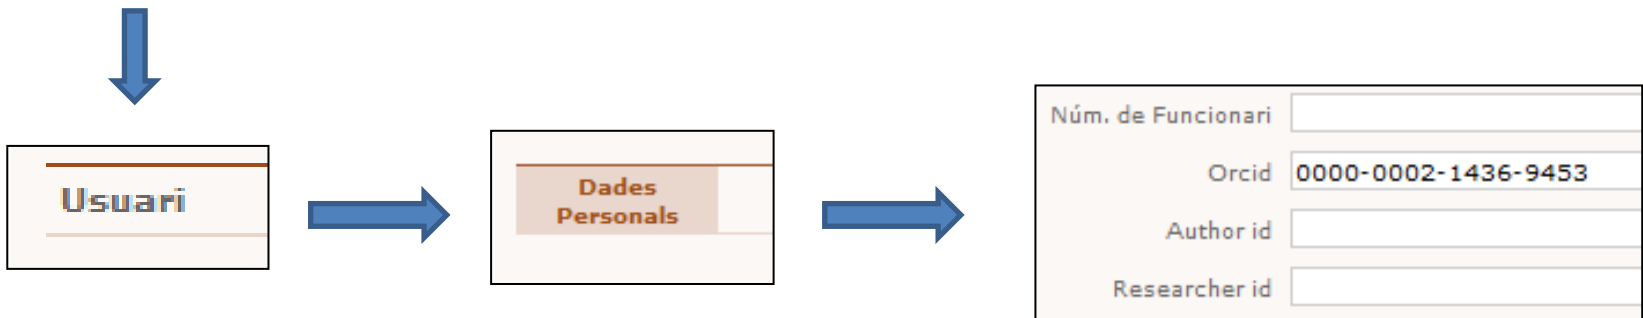 Usuari
Dades
Personals
Núm. de Funcionari
Orcid 0000-0002-1436-9453
Author id
Researcher id